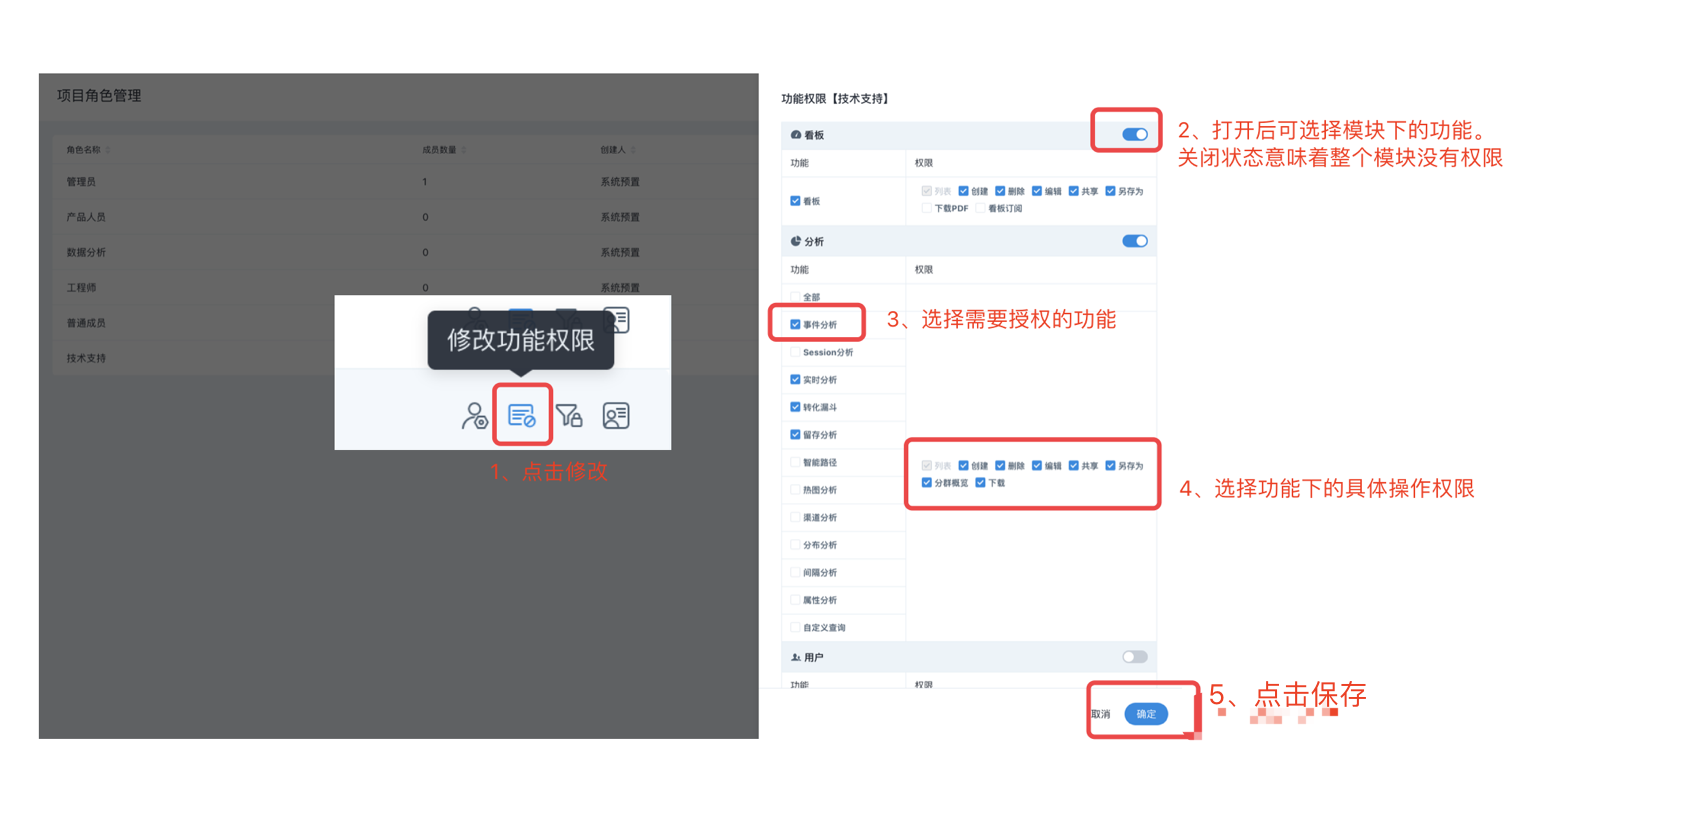 项目角色管理
角色名称 成员数量 创建人
管理员 1 系统预置
产品人员 0 系统预置
数据分析 0 系统预置
工程师 0 系统预置
普通成员
技术支持
修改功能权限
1、点击修改
功能权限【技术支持】
看板
功能 权限
看板
列表 创建 删除 编辑 共享 另存为
下载PDF 看板订阅
2、打开后可选择模块下的功能。
关闭状态意味着整个模块没有权限
分析
功能 权限
全部
事件分析
3、选择需要授权的功能
Session分析
实时分析
转化漏斗
留存分析
智能路径
热图分析
渠道分析
分布分析
间隔分析
属性分析
自定义查询
列表 创建 删除 编辑 共享 另存为
分群概览 下载
4、选择功能下的具体操作权限
用户
功能 权限
取消 确定
5、点击保存